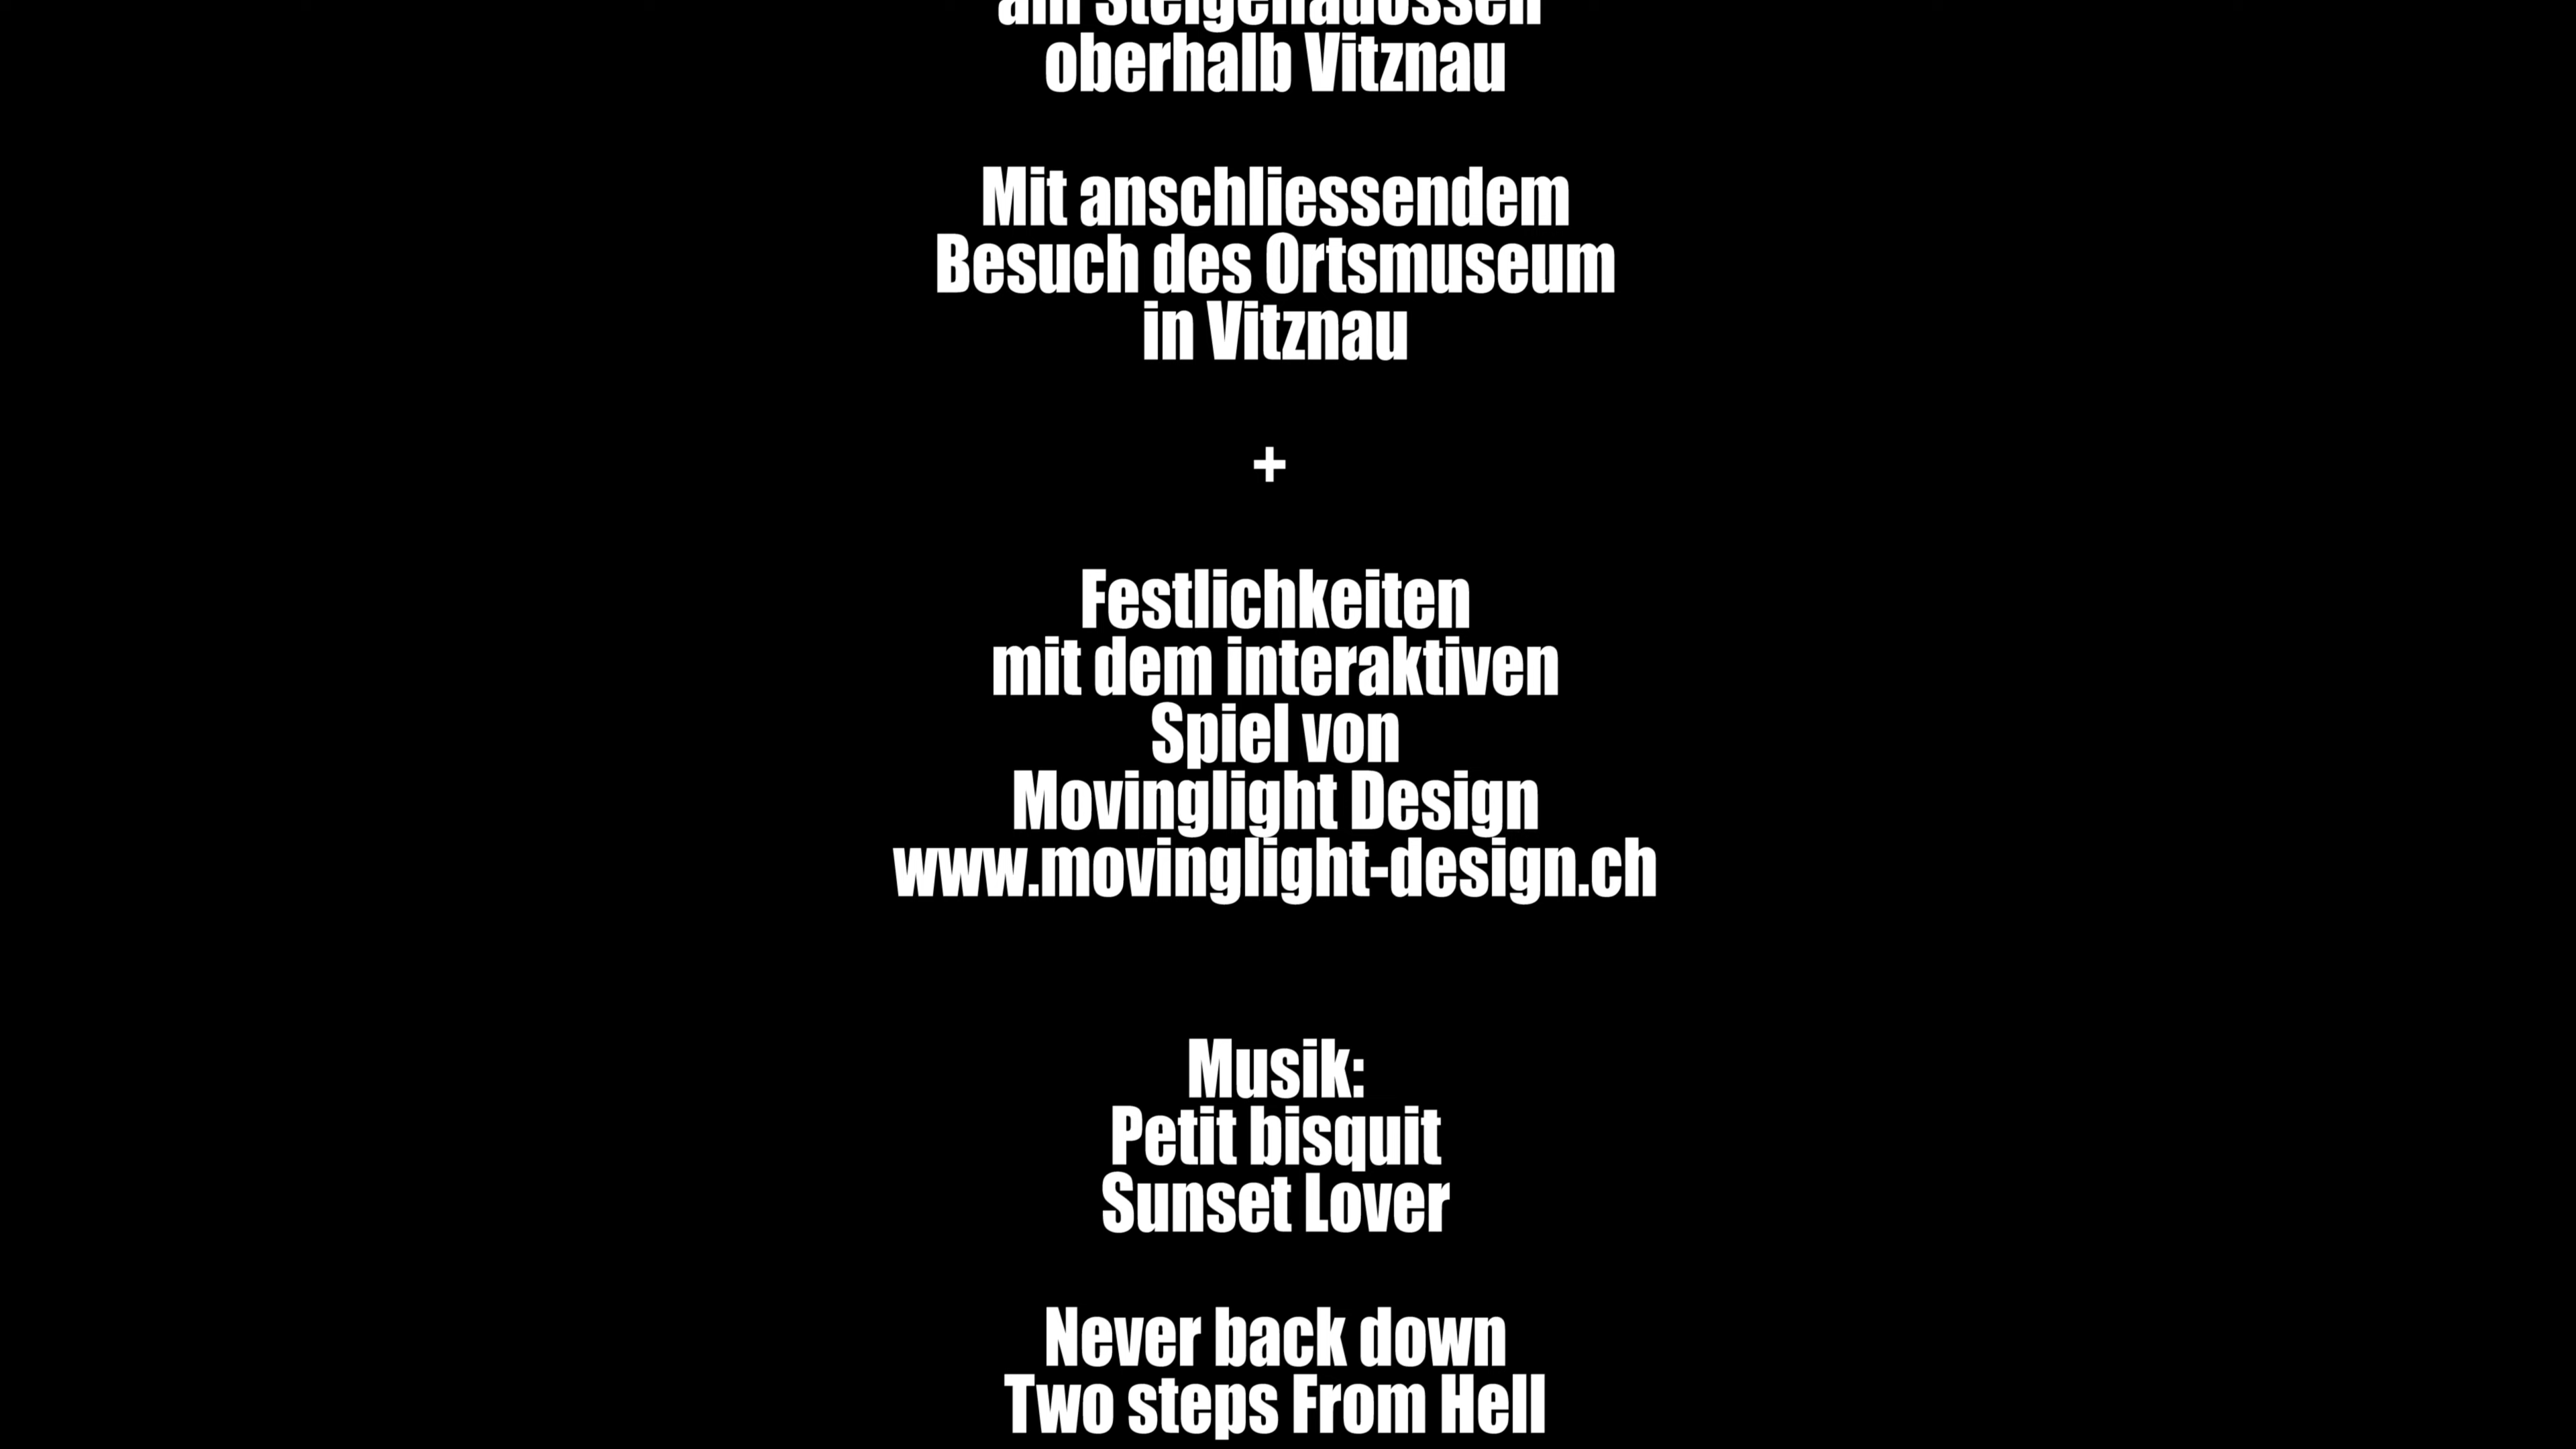 oberhalb Vitznau
Mit anschliessendem
Besuch des Ortsmuseum
in Vitznau
+
Festlichkeiten
mit dem interaktiven
Spiel von
Movinglight Design
www.movinglight-design.ch
Musik:
Petit bisquit
Sunset Lover
Never back down
Two steps From Hell